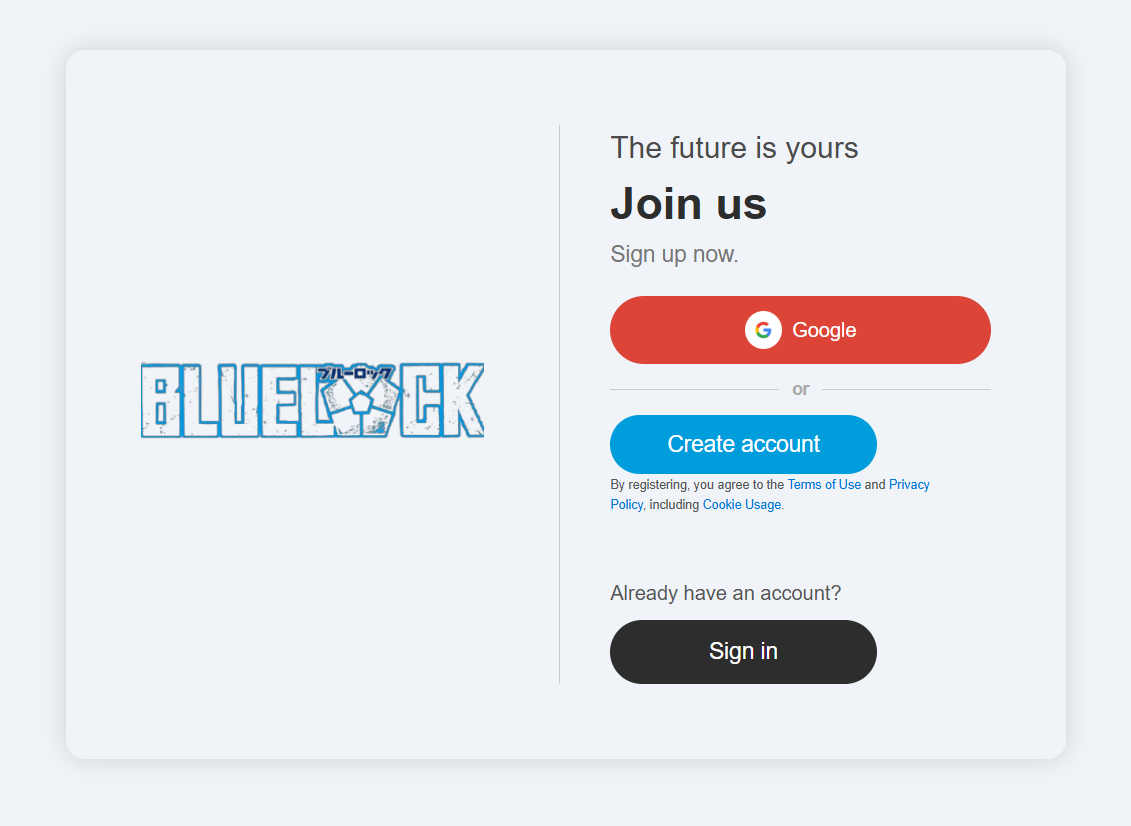 BLUELOCK
ブルーロック
The future is yours
Join us
Sign up now.
Google
or
Create account
By registering, you agree to the Terms of Use and Privacy
Policy, including Cookie Usage.
Already have an account?
Sign in